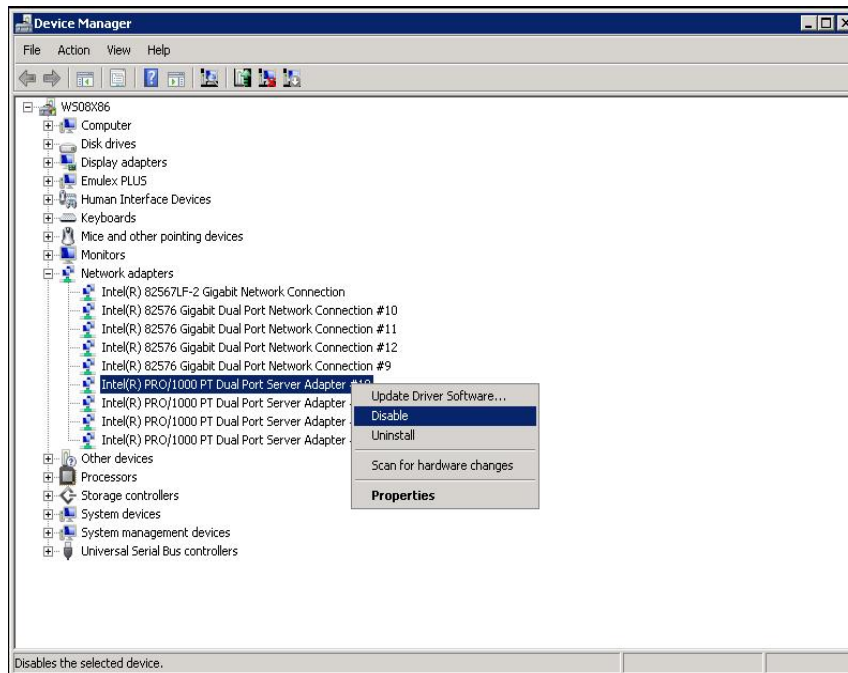 Device Manager
File Action View Help
WS08X86
Computer
Disk drives
Display adapters
Emulex PLUS
Human Interface Devices
Keyboards
Mice and other pointing devices
Monitors
Network adapters
Intel(R) 82567LF-2 Gigabit Network Connection
Intel(R) 82576 Gigabit Dual Port Network Connection #10
Intel(R) 82576 Gigabit Dual Port Network Connection #11
Intel(R) 82576 Gigabit Dual Port Network Connection #12
Intel(R) 82576 Gigabit Dual Port Network Connection #9
Intel(R) PRO/1000 PT Dual Port Server Adapter
Intel(R) PRO/1000 PT Dual Port Server Adapter
Intel(R) PRO/1000 PT Dual Port Server Adapter
Intel(R) PRO/1000 PT Dual Port Server Adapter
Other devices
Processors
Storage controllers
System devices
System management devices
Universal Serial Bus controllers
Update Driver Software...
Disable
Uninstall
Scan for hardware changes
Properties
Disables the selected device.